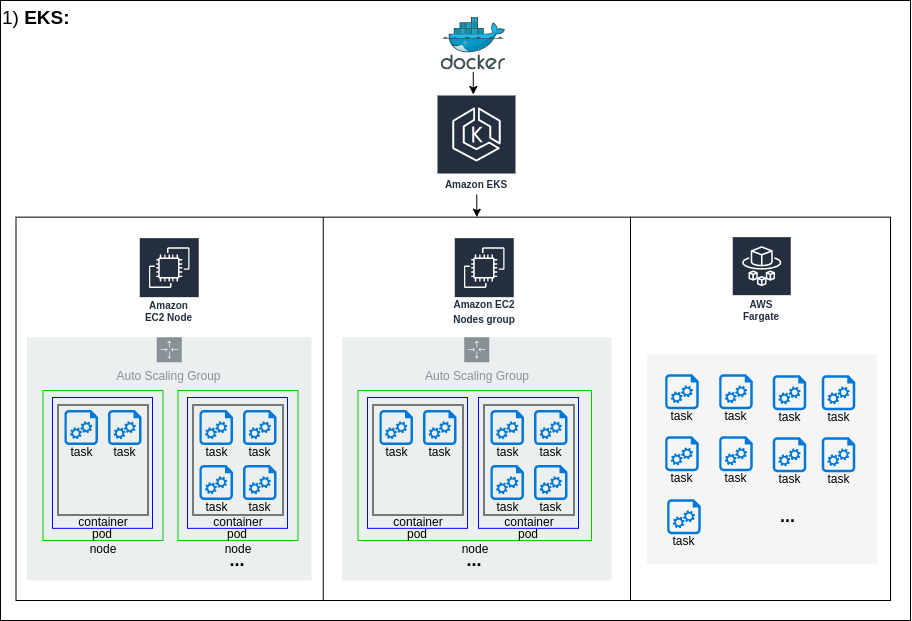 1) EKS:
docker
Amazon EKS
Amazon
EC2 Node
Auto Scaling Group
task task
task task
task task
container
pod
node
container
pod
node
...
Amazon EC2
Nodes group
Auto Scaling Group
task task
task task
task task
container
pod
container
pod
node
...
AWS
Fargate
task task task task
task task task task
task ...